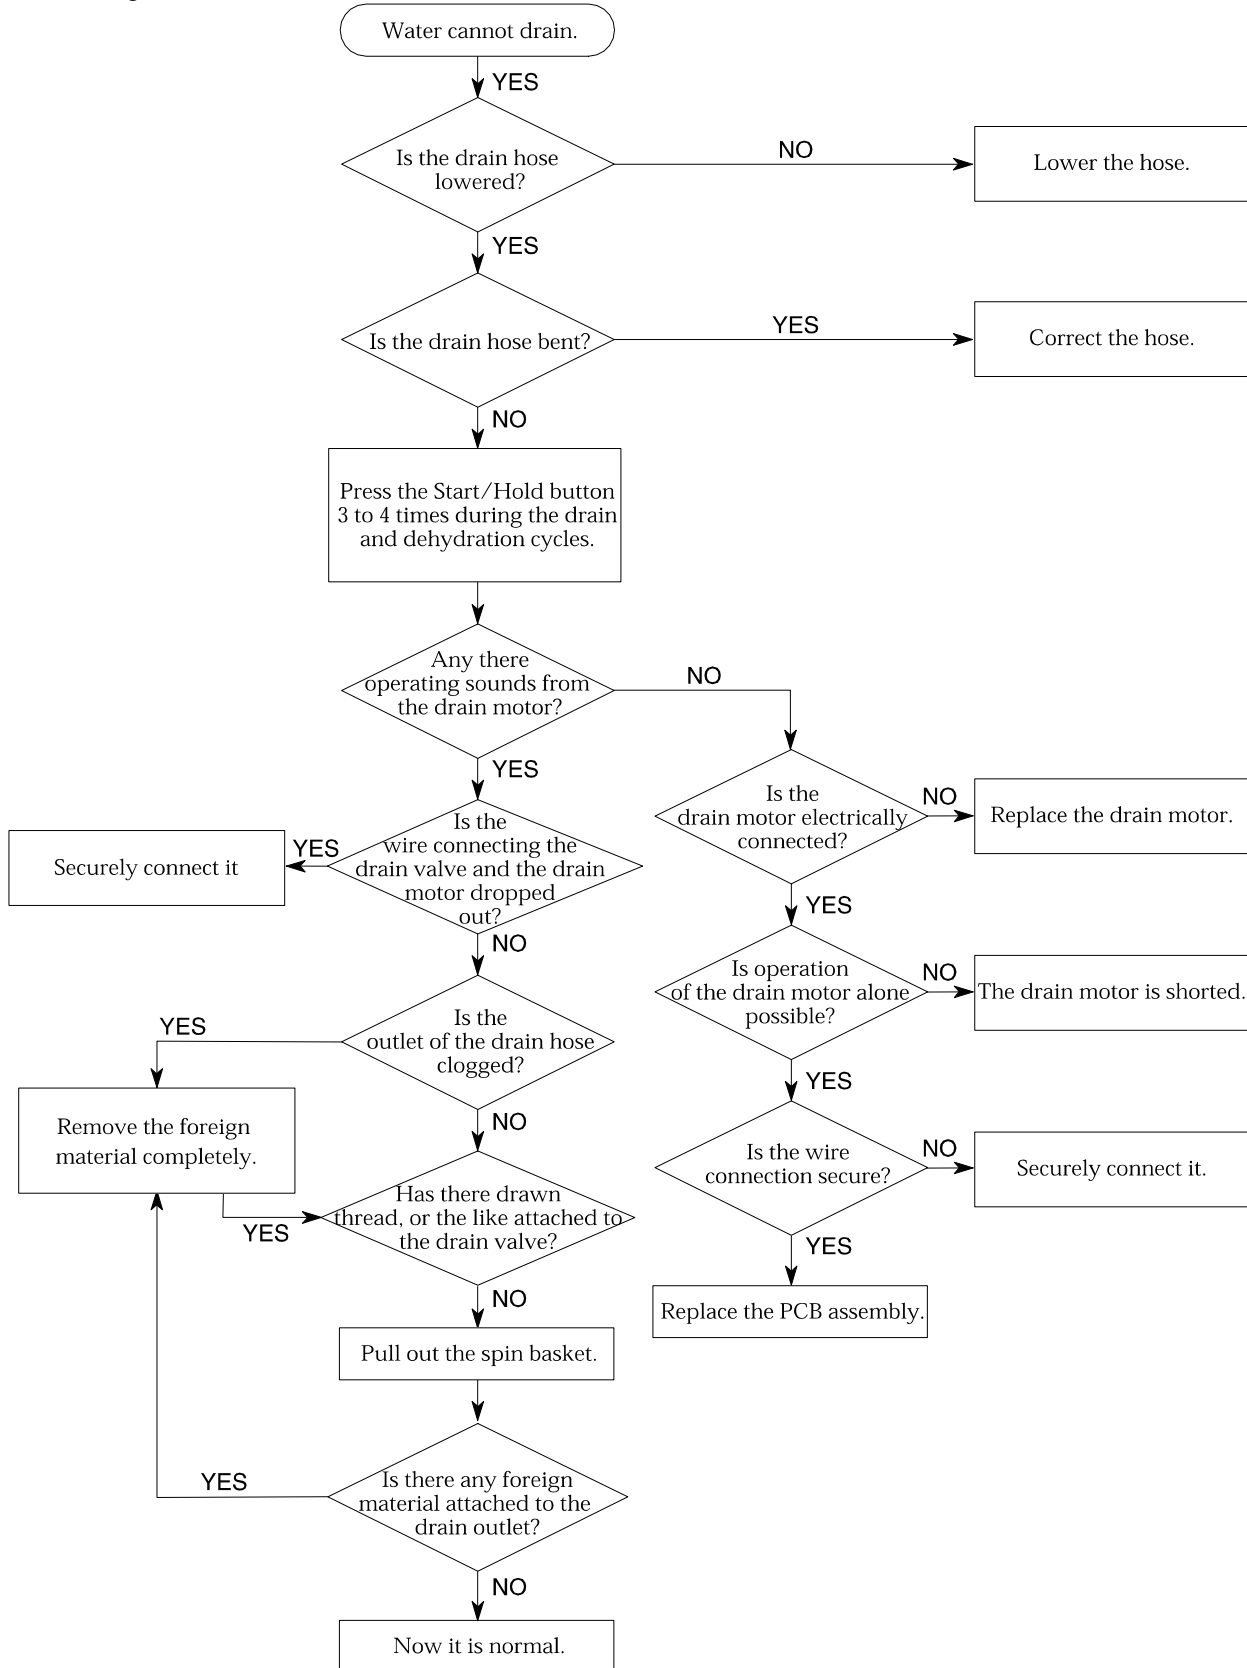 Water cannot drain.
YES
Is the drain hose
lowered?
NO
Lower the hose.
YES
Is the drain hose bent?
YES
Correct the hose.
NO
Press the Start/Hold button
3 to 4 times during the drain
and dehydration cycles.
Any there
operating sounds from
the drain motor?
NO
YES
Is the
drain motor electrically
connected?
NO
Replace the drain motor.
Is the
wire connecting the
drain valve and the drain
motor dropped
out?
YES
Securely connect it
YES
NO
Is operation
of the drain motor alone
possible?
NO
The drain motor is shorted.
Is the
outlet of the drain hose
clogged?
YES
YES
Remove the foreign
material completely.
NO
Is the wire
connection secure?
NO
Securely connect it.
Has there drawn
thread, or the like attached to
the drain valve?
YES
YES
Replace the PCB assembly.
NO
Pull out the spin basket.
Is there any foreign
material attached to the
drain outlet?
YES
NO
Now it is normal.